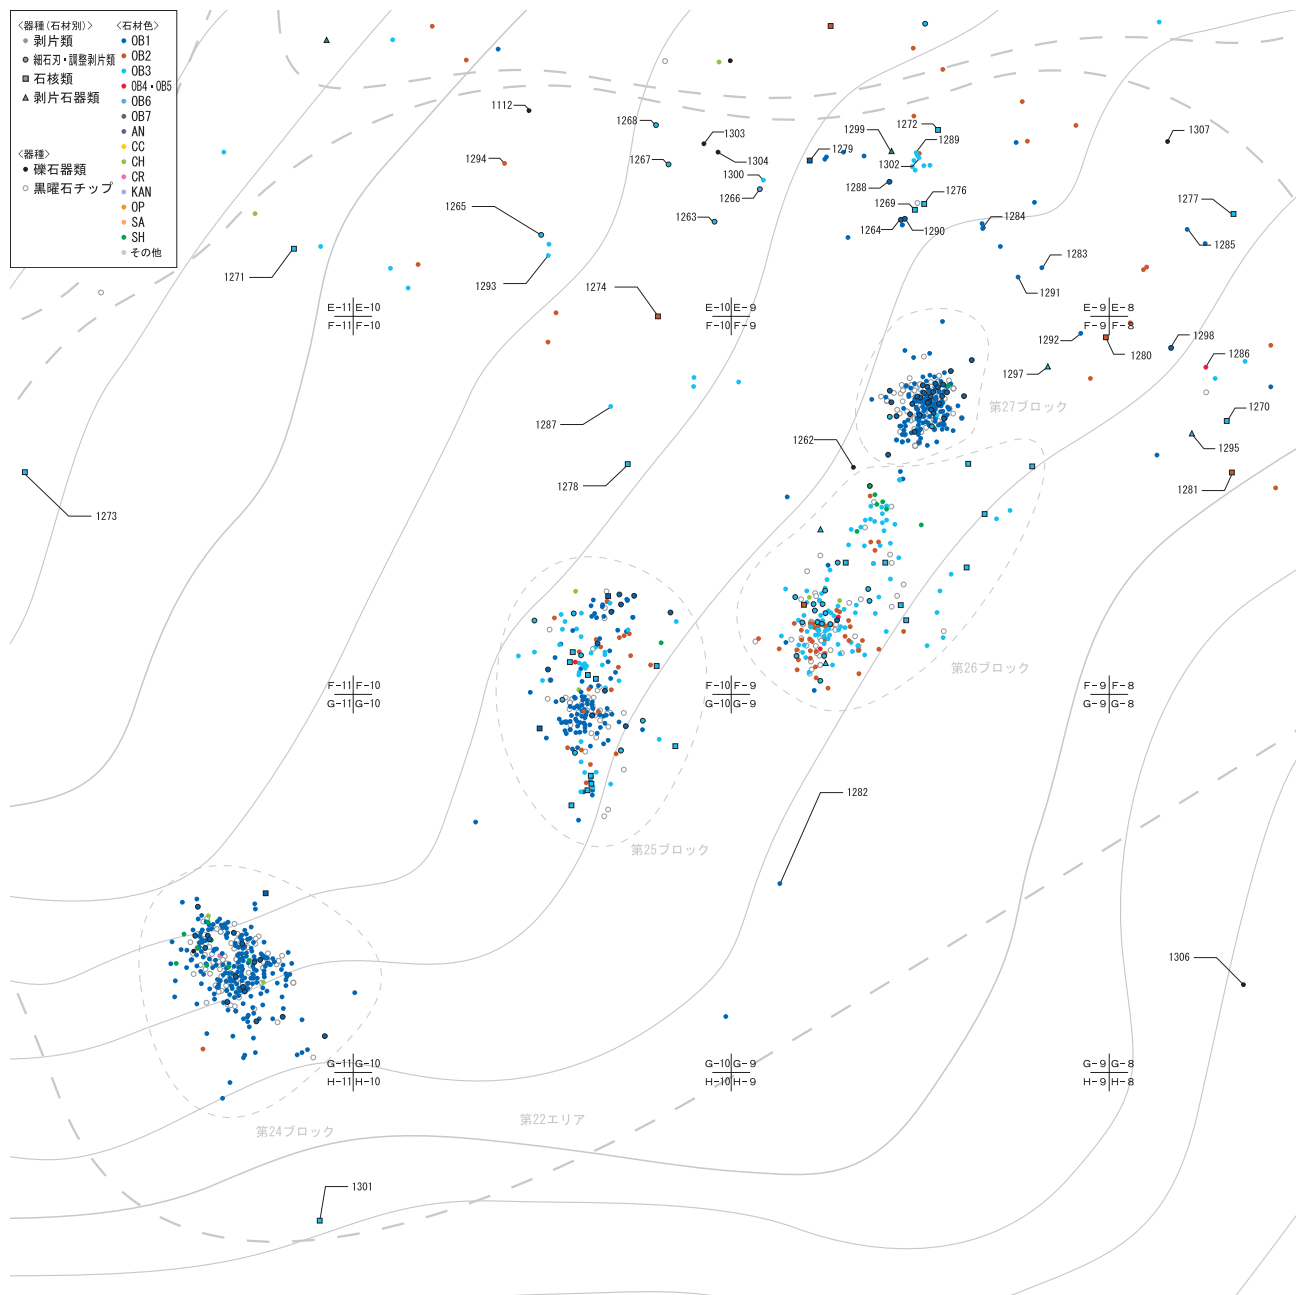 <器種(石材別)>
剥片類
細石刃・調整剥片類
石核類
剥片石器類
<器種>
礫石器類
黒曜石チップ
<石材色>
OB1
OB2
OB3
OB4・OB5
OB6
OB7
AN
CC
CH
CR
KAN
OP
SA
SH
その他
1112
1268
1303
1304
1294
1267
1300
1266
1265
1263
1299
1272
1289
1279
1302
1288
1276
1269
1264
1290
1284
1307
1277
1285
1271
1293
1274
1283
1291
E-11 E-10
F-11 F-10
E-10 E-9
F-10 F-9
E-9 E-8
F-9 F-8
1292
1280
1298
1297
1286
第27ブロック
1270
1287
1262
1295
1278
1281
1273
第26ブロック
F-11 F-10
G-11 G-10
F-10 F-9
G-10 G-9
F-9 F-8
G-9 G-8
1282
第25ブロック
1306
G-11 G-10
H-11 H-10
G-10 G-9
H-10 H-9
G-9 G-8
H-9 H-8
第22エリア
第24ブロック
1301